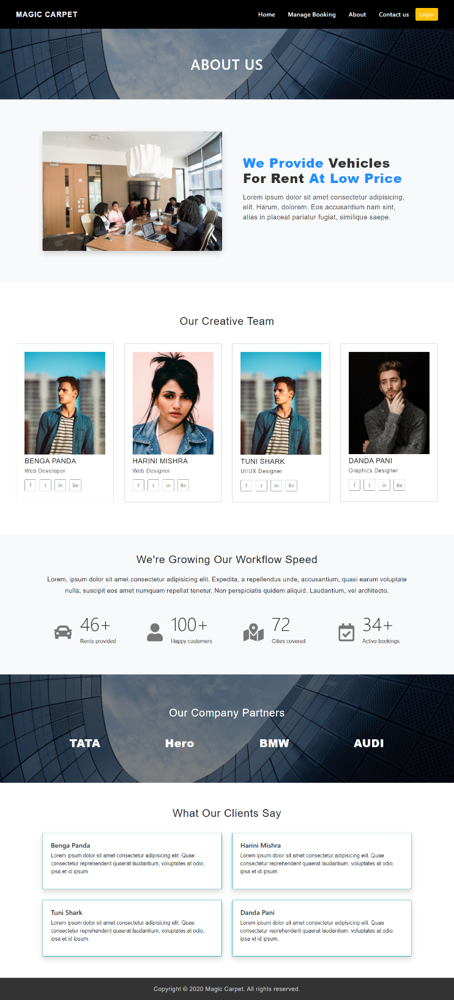 MAGIC CARPET
Home Manage Booking About Contact us Login
ABOUT US
We Provide Vehicles
For Rent At Low Price
Lorem ipsum dolor sit amet consectetur adipisicing,
elit. Harum, dolorem. Eos accusantium nam sint,
alias in placeat pariatur fugiat, similique saepe.
Our Creative Team
BENGA PANDA
Web Developer
f t in Be
HARINI MISHRA
Web Designer
f t in Be
TUNI SHARK
UI/UX Designer
f t in Be
DANDA PANI
Graphics Designer
f t in Be
We're Growing Our Workflow Speed
Lorem, ipsum dolor sit amet consectetur adipisicing elit. Expedita, a repellendus unde, accusantium, quasi earum voluptate
nulla, suscipit eos amet numquam repellat tenetur. Non perspiciatis quidem aliquid. Laudantium, vel architecto.
46+
Rents provided
100+
Happy customers
72
Cities covered
34+
Active bookings
Our Company Partners
TATA Hero BMW AUDI
What Our Clients Say
Benga Panda
Lorem ipsum dolor sit amet consectetur adipisicing elit. Quae
consectetur reprehenderit quaerat laudantium, voluptates at odio,
ipsa et id ipsum.
Harini Mishra
Lorem ipsum dolor sit amet consectetur adipisicing elit. Quae
consectetur reprehenderit quaerat laudantium, voluptates at odio,
ipsa et id ipsum.
Tuni Shark
Lorem ipsum dolor sit amet consectetur adipisicing elit. Quae
consectetur reprehenderit quaerat laudantium, voluptates at odio,
ipsa et id ipsum.
Danda Pani
Lorem ipsum dolor sit amet consectetur adipisicing elit. Quae
consectetur reprehenderit quaerat laudantium, voluptates at odio,
ipsa et id ipsum.
Copyright © 2020 Magic Carpet. All rights reserved.